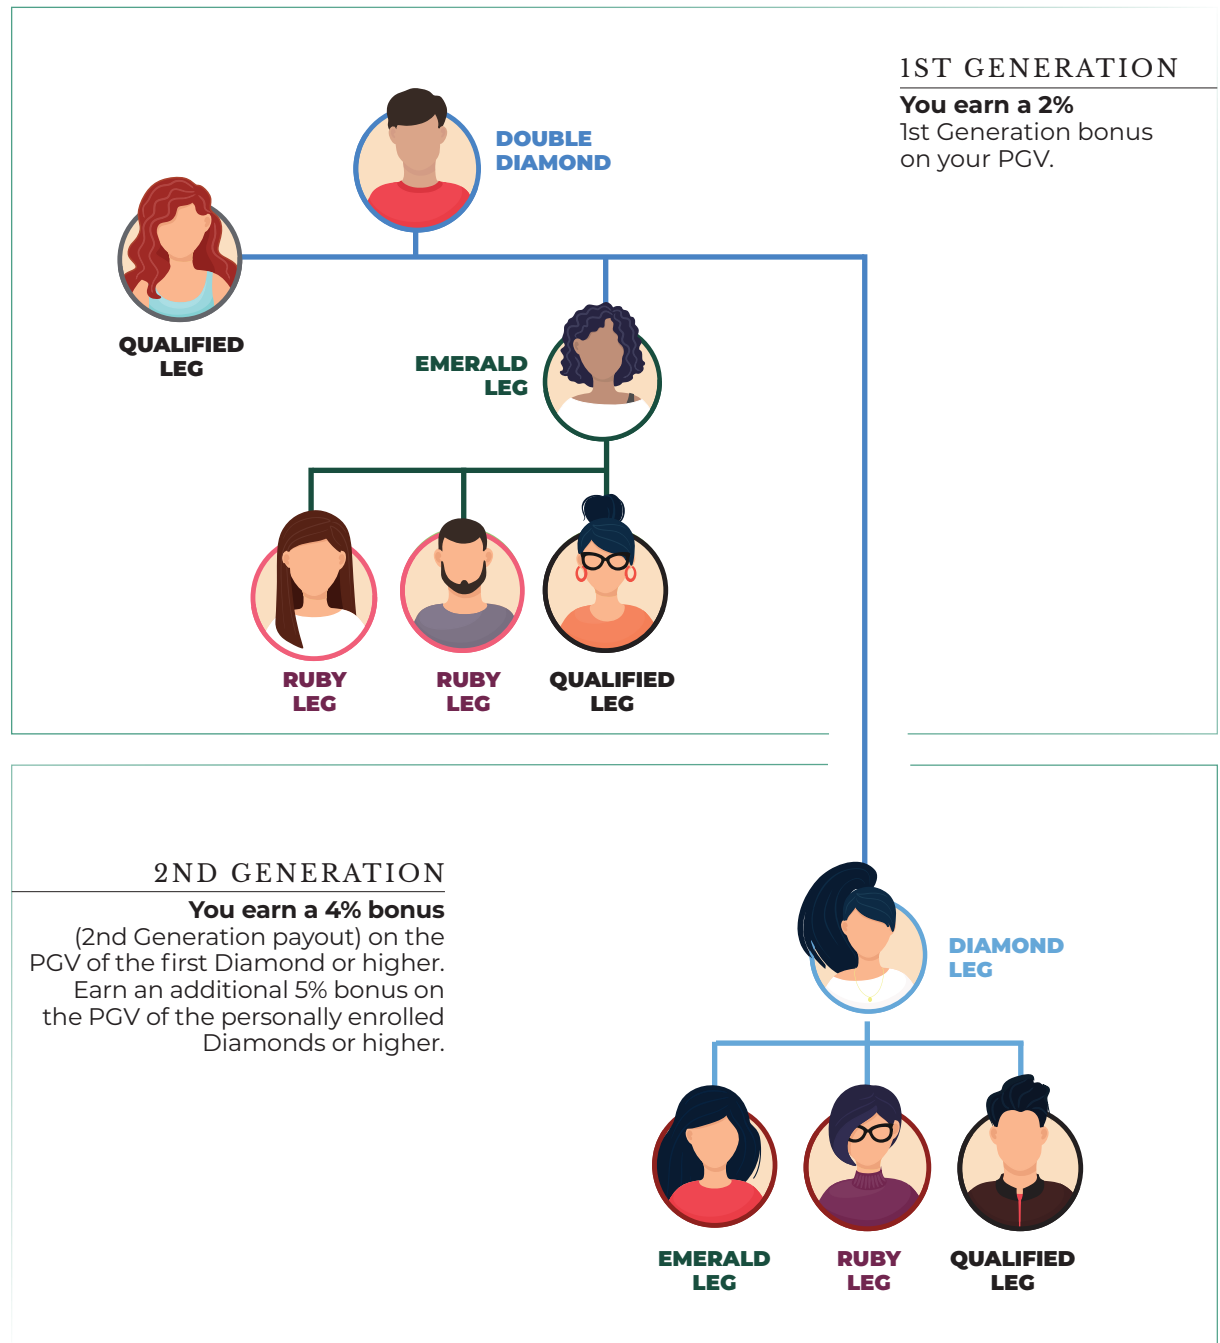 1ST GENERATION
You earn a 2%
1st Generation bonus
on your PGV.
DOUBLE
DIAMOND
QUALIFIED
LEG
EMERALD
LEG
RUBY
LEG
RUBY
LEG
QUALIFIED
LEG
2ND GENERATION
You earn a 4% bonus
(2nd Generation payout) on the
PGV of the first Diamond or higher.
Earn an additional 5% bonus on
the PGV of the personally enrolled
Diamonds or higher.
DIAMOND
LEG
EMERALD
LEG
RUBY
LEG
QUALIFIED
LEG